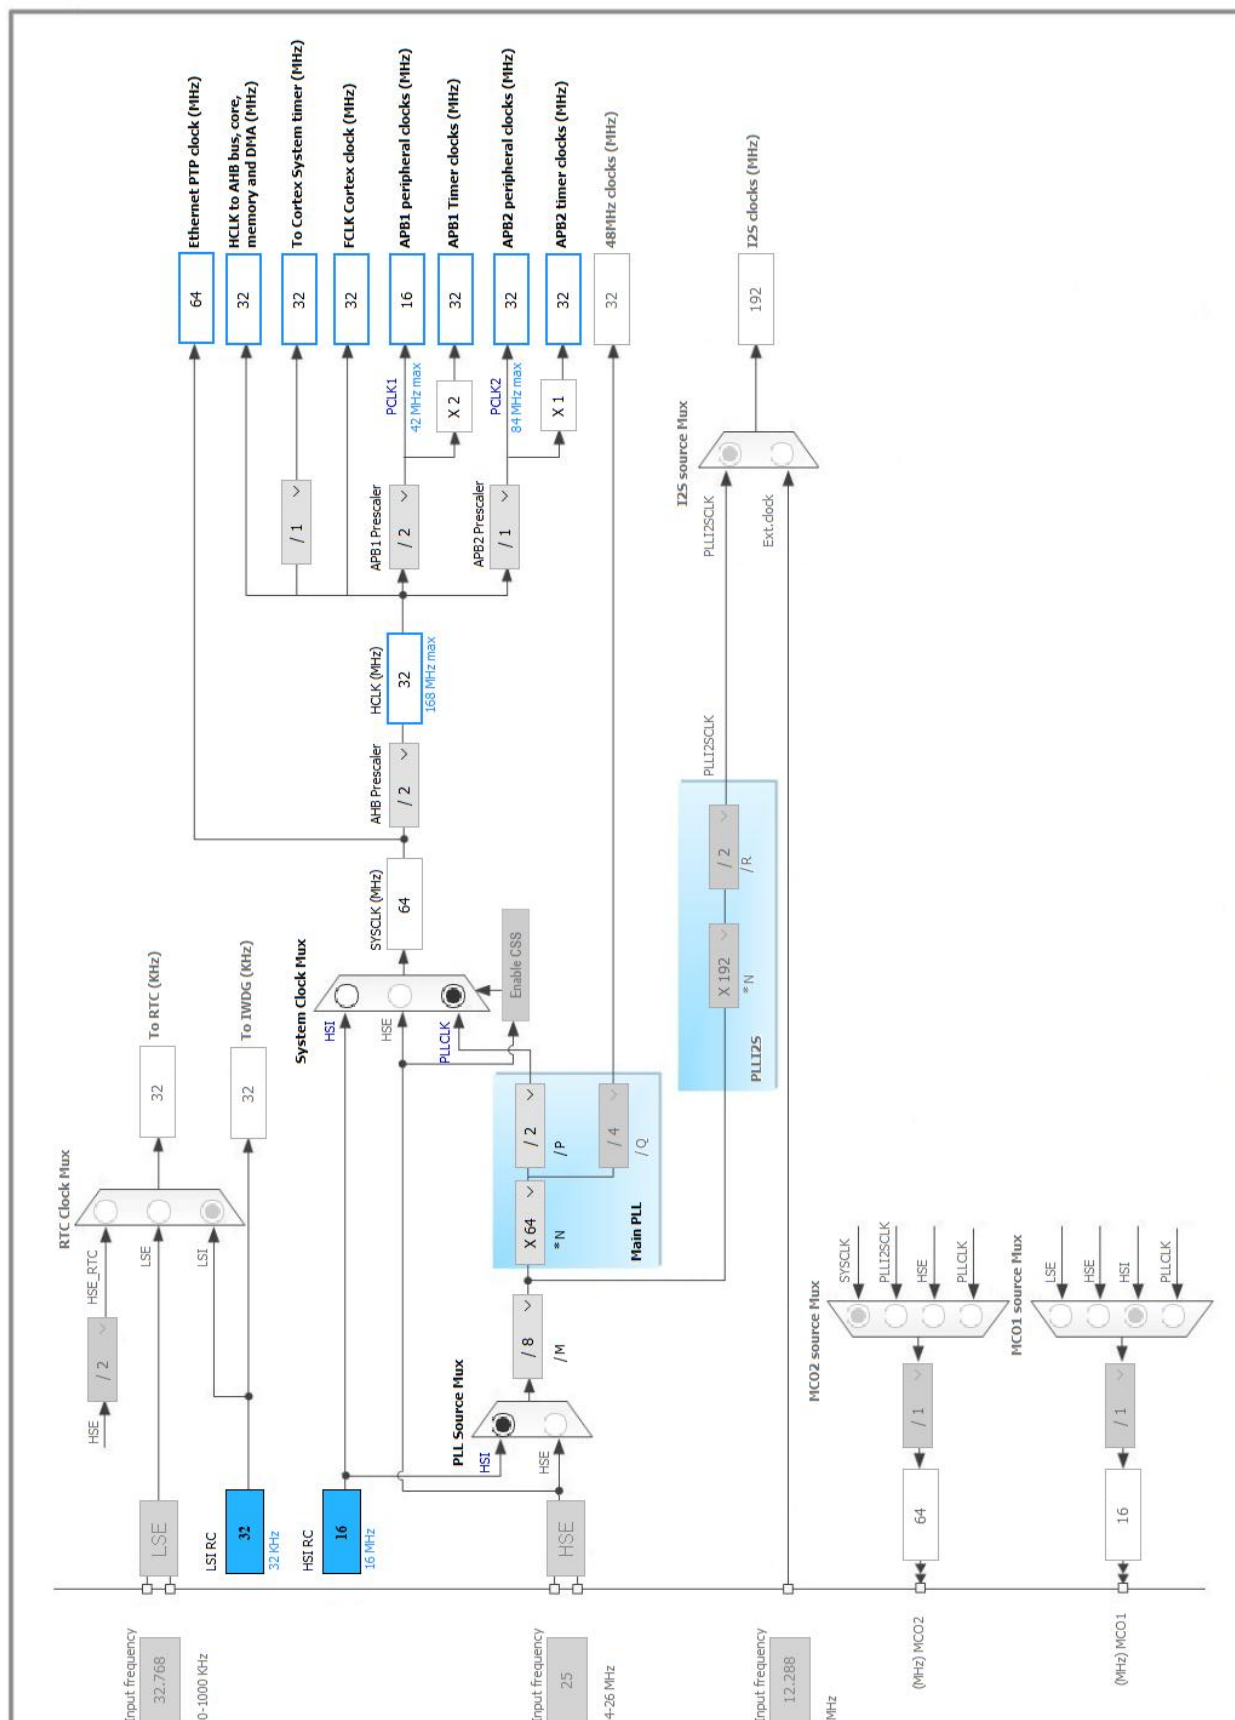 Input frequency
32.768
0-1000 KHz
LSE
HSE
/ 2
HSE_RTC
LSE
LSI
RTC Clock Mux
32
To RTC (KHz)
LSI RC
32
32 KHz
32
To IWDG (KHz)
HSI RC
16
16 MHz
System Clock Mux
HSI
HSE
PLLCLK
Enable CSS
SYSCLK (MHz)
64
AHB Prescaler
/ 2
HCLK (MHz)
32
168 MHz max
64
Ethernet PTP clock (MHz)
32
HCLK to AHB bus, core,
memory and DMA (MHz)
/ 1
32
To Cortex System timer (MHz)
32
FCLK Cortex clock (MHz)
APB1 Prescaler
/ 2
PCLK1
42 MHz max
16
APB1 peripheral clocks (MHz)
X 2
32
APB1 Timer clocks (MHz)
APB2 Prescaler
/ 1
PCLK2
84 MHz max
32
APB2 peripheral clocks (MHz)
X 1
32
APB2 timer clocks (MHz)
32
48MHz clocks (MHz)
Input frequency
25
4-26 MHz
HSE
PLL Source Mux
HSI
HSE
/ 8
/ M
X 64
* N
/ 2
/ P
/ 4
/ Q
Main PLL
X 192
* N
/ 2
/ R
PLLI2S
PLLI2SCLK
PLLI2SCLK
Ext.clock
I2S source Mux
192
I2S clocks (MHz)
Input frequency
12.288
MHz
MCO2 source Mux
SYSCLK
PLLI2SCLK
HSE
PLLCLK
/ 1
64
(MHz) MCO2
MCO1 source Mux
LSE
HSE
HSI
PLLCLK
/ 1
16
(MHz) MCO1